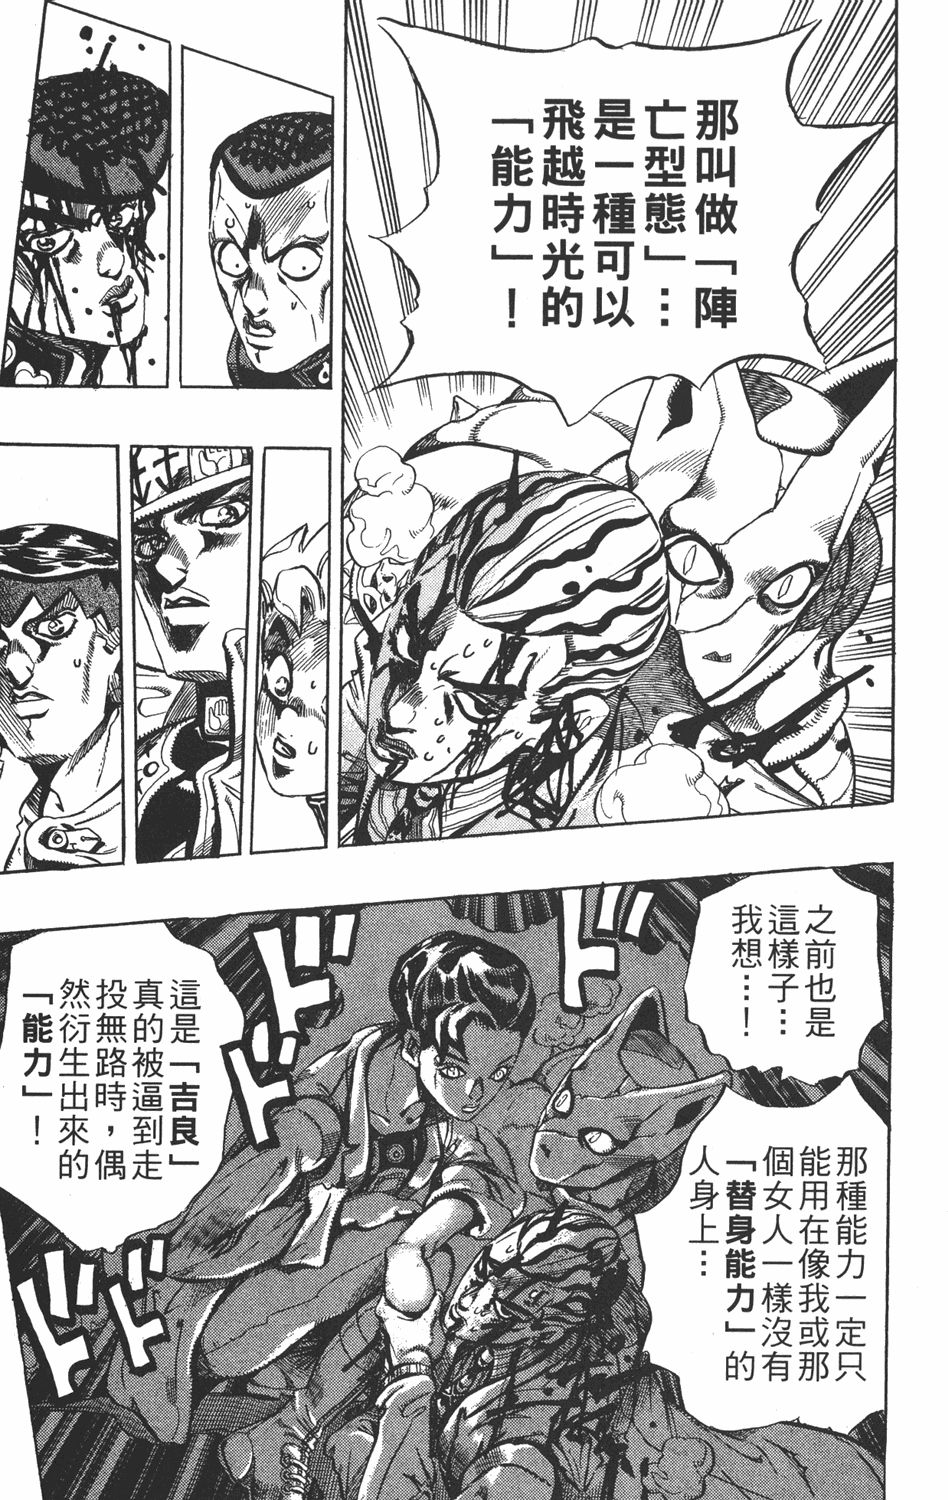 那叫做「陣
亡型態」…
是一種可以
飛越時光的
「能力」！
之前也是
這樣子…
我想…！
那種能力一定只
能用在像我或那
個女人一樣沒有
「替身能力」的
人身上…
這是「吉良」
真的被逼到走
投無路時，偶
然衍生出來的
「能力」！
ドドド
ドドド